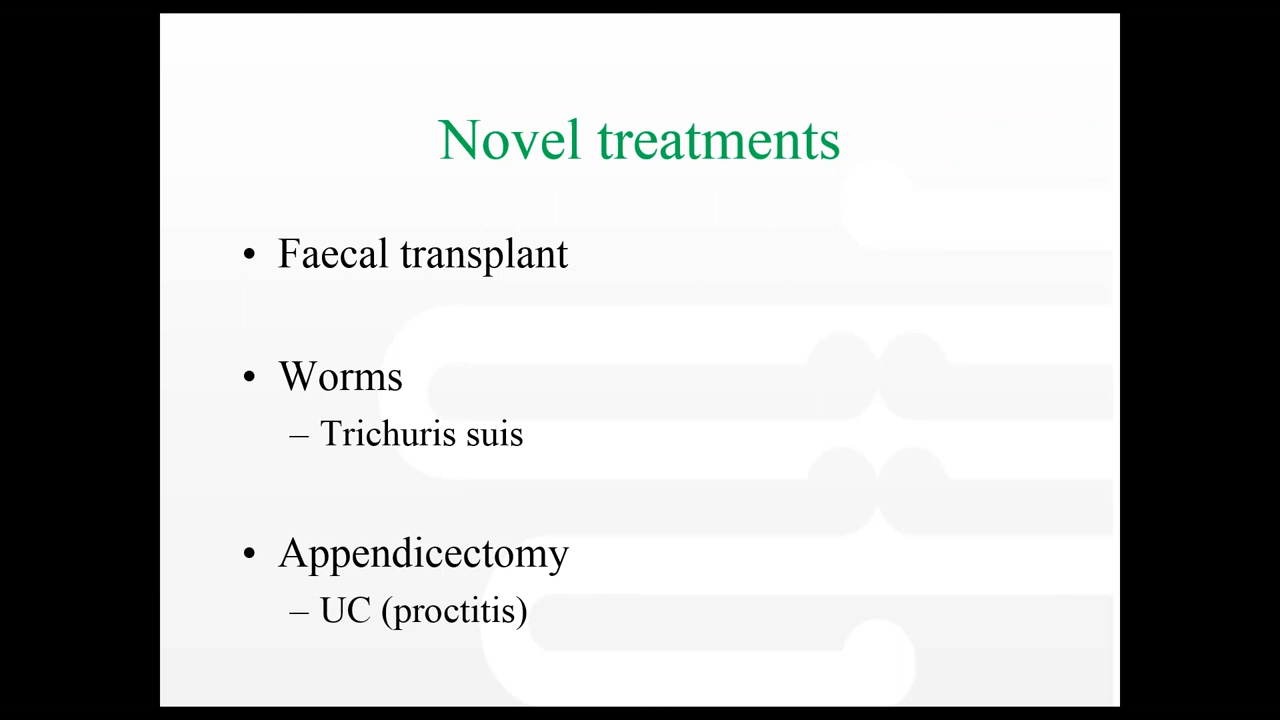 Novel treatments
• Faecal transplant
• Worms
– Trichuris suis
• Appendicectomy
– UC (proctitis)